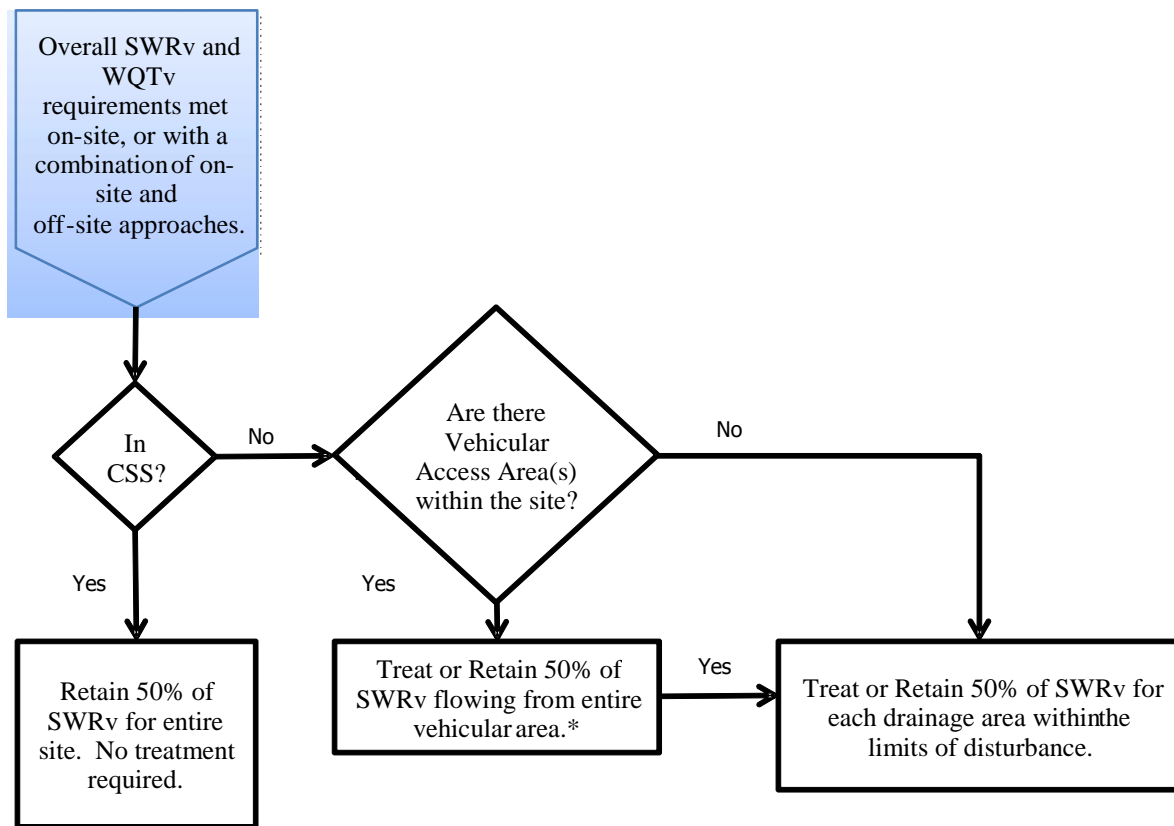 Overall SWRv and
WQTv
requirements met
on-site, or with a
combination of on-
site and
off-site approaches.
In
CSS?
No
Are there
Vehicular
Access Area(s)
within the site?
No
Yes
Yes
Retain 50% of
SWRv for entire
site. No treatment
required.
Treat or Retain 50% of
SWRv flowing from entire
vehicular area.*
Yes
Treat or Retain 50% of SWRv for
each drainage area withinthe
limits of disturbance.